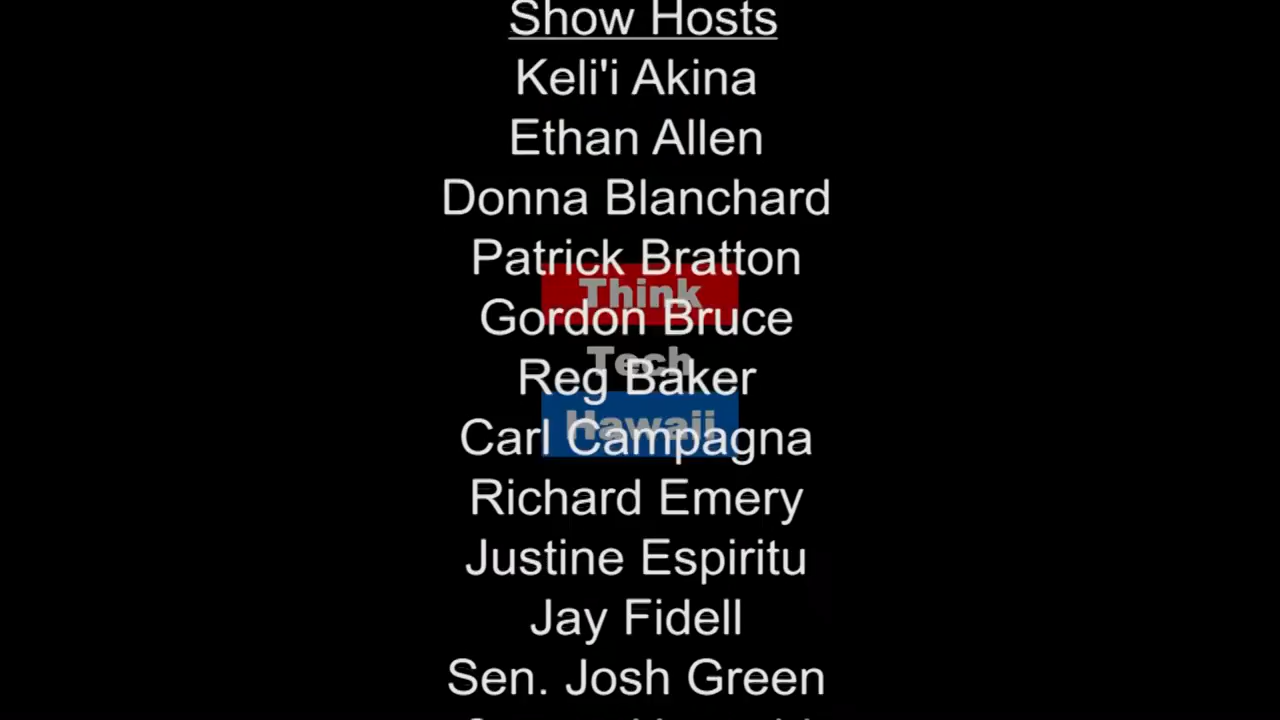 Show Hosts
Keli'i Akina
Ethan Allen
Donna Blanchard
Patrick Bratton
Think
Gordon Bruce
Tech
Reg Baker
Hawaii
Carl Campagna
Richard Emery
Justine Espiritu
Jay Fidell
Sen. Josh Green